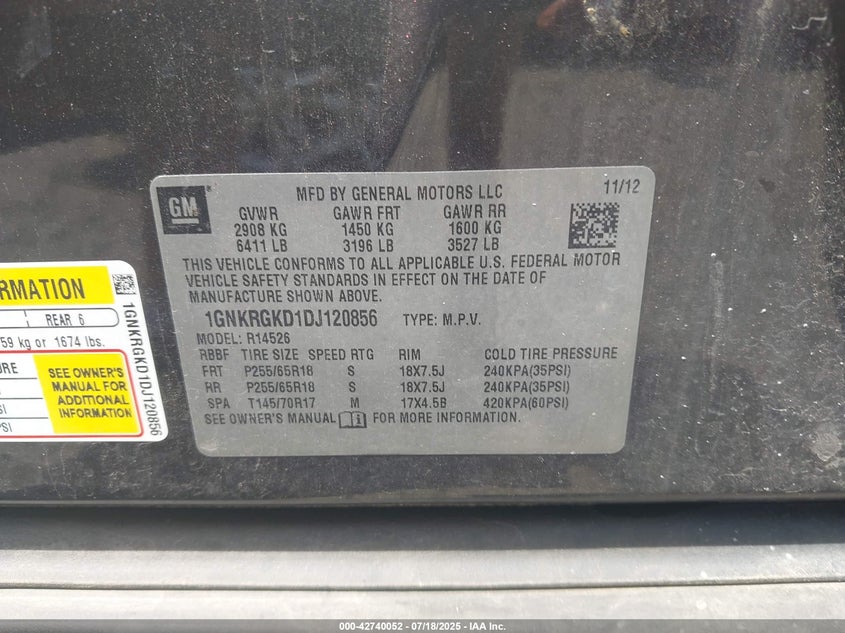 GM
MFD BY GENERAL MOTORS LLC 11/12
GVWR GAWR FRT GAWR RR
2908 KG 1450 KG 1600 KG
6411 LB 3196 LB 3527 LB
THIS VEHICLE CONFORMS TO ALL APPLICABLE U.S. FEDERAL MOTOR
VEHICLE SAFETY STANDARDS IN EFFECT ON THE DATE OF
MANUFACTURE SHOWN ABOVE.
1GNKRGKD1DJ120856 TYPE: M.P.V.
MODEL: R14526
RBBF TIRE SIZE SPEED RTG RIM COLD TIRE PRESSURE
FRT P255/65R18 S 18X7.5J 240KPA(35PSI)
RR P255/65R18 S 18X7.5J 240KPA(35PSI)
SPA T145/70R17 M 17X4.5B 420KPA(60PSI)
SEE OWNER'S MANUAL FOR MORE INFORMATION.
REAR 6
kg or 1674 lbs.
SEE OWNER'S
MANUAL FOR
ADDITIONAL
INFORMATION
1GNKRGKD1DJ120856
000-42740052 - 07/18/2025 - IAA Inc.